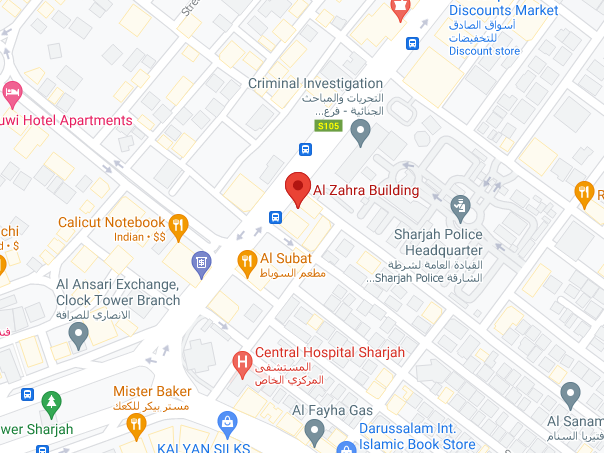 Discounts Market
أسواق الصادق
للتخفيضات
Discount store
Criminal Investigation
التحريات والمباحث
الجنائية - فرع...
S105
uwi Hotel Apartments
Al Zahra Building
R
Calicut Notebook
Indian • $$
chi
d • $
Sharjah Police
Headquarter
القيادة العامة لشرطة
الشارقة Sharjah Police...
Al Subat
مطعم السوباط
Al Ansari Exchange,
Clock Tower Branch
الانصاري للصرافة
فند
Central Hospital Sharjah
المستشفى
المركزي الخاص
Mister Baker
مستر بيكر للكعك
Al Fayha Gas
Al Sanam
فتيريا السنام
wer Sharjah
KALYAN SILKS
Darussalam Int.
Islamic Book Store